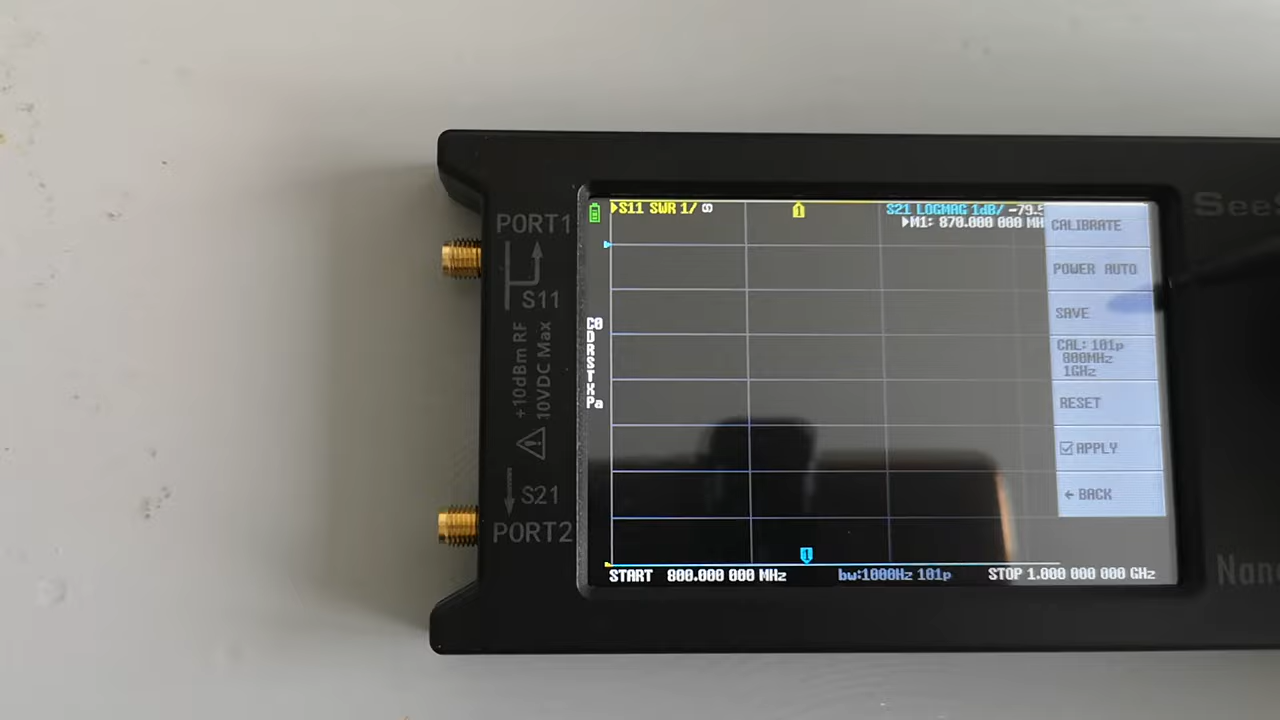 PORT1
S11
+10dBm RF
10VDC Max
S21
PORT2
S11 SWR 1/ ∞
1
S21 LOGMAG 1dB/ -79.5
M1: 870.000 000 MH
C0
D
R
S
T
K
Pa
CALIBRATE
POWER AUTO
SAVE
CAL: 101p
800MHz
1GHz
RESET
APPLY
← BACK
1
START 800.000 000 MHz
bw:1000Hz 101p
STOP 1.000 000 000 GHz
See
Nan